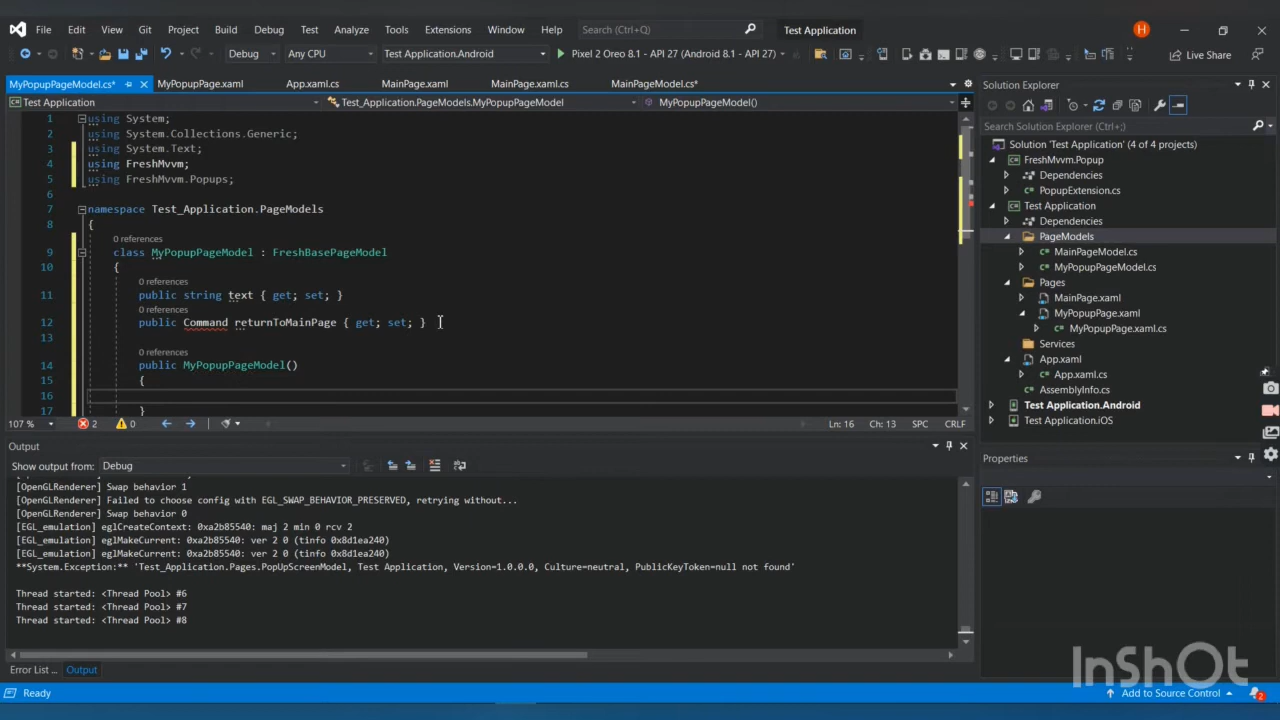 File Edit View Git Project Build Debug Test Analyze Tools Extensions Window Help Search (Ctrl+Q) Test Application H
Debug Any CPU Test Application.Android Pixel 2 Oreo 8.1 - API 27 (Android 8.1 - API 27) Live Share
MyPopupPageModel.cs* MyPopupPage.xaml App.xaml.cs MainPage.xaml MainPage.xaml.cs MainPageModel.cs*
Test Application Test_Application.PageModels.MyPopupPageModel MyPopupPageModel()
1 using System;
2 using System.Collections.Generic;
3 using System.Text;
4 using FreshMvvm;
5 using FreshMvvm.Popups;
6
7 namespace Test_Application.PageModels
8 {
0 references
9 class MyPopupPageModel : FreshBasePageModel
10 {
0 references
11 public string text { get; set; }
0 references
12 public Command returnToMainPage { get; set; }
13
0 references
14 public MyPopupPageModel()
15 {
16
17 }
107 % 2 0 Ln: 16 Ch: 13 SPC CRLF
Output
Show output from: Debug
[OpenGLRenderer] Swap behavior 1
[OpenGLRenderer] Failed to choose config with EGL_SWAP_BEHAVIOR_PRESERVED, retrying without...
[OpenGLRenderer] Swap behavior 0
[EGL_emulation] eglCreateContext: 0xa2b85540: maj 2 min 0 rcv 2
[EGL_emulation] eglMakeCurrent: 0xa2b85540: ver 2 0 (tinfo 0x8d1ea240)
[EGL_emulation] eglMakeCurrent: 0xa2b85540: ver 2 0 (tinfo 0x8d1ea240)
**System.Exception:** 'Test_Application.Pages.PopUpScreenModel, Test Application, Version=1.0.0.0, Culture=neutral, PublicKeyToken=null not found'
Thread started: <Thread Pool> #6
Thread started: <Thread Pool> #7
Thread started: <Thread Pool> #8
Error List ... Output
Solution Explorer
Search Solution Explorer (Ctrl+;)
Solution 'Test Application' (4 of 4 projects)
FreshMvvm.Popup
Dependencies
PopupExtension.cs
Test Application
Dependencies
PageModels
MainPageModel.cs
MyPopupPageModel.cs
Pages
MainPage.xaml
MyPopupPage.xaml
MyPopupPage.xaml.cs
Services
App.xaml
App.xaml.cs
AssemblyInfo.cs
Test Application.Android
Test Application.iOS
Properties
InShOt
Ready Add to Source Control 2